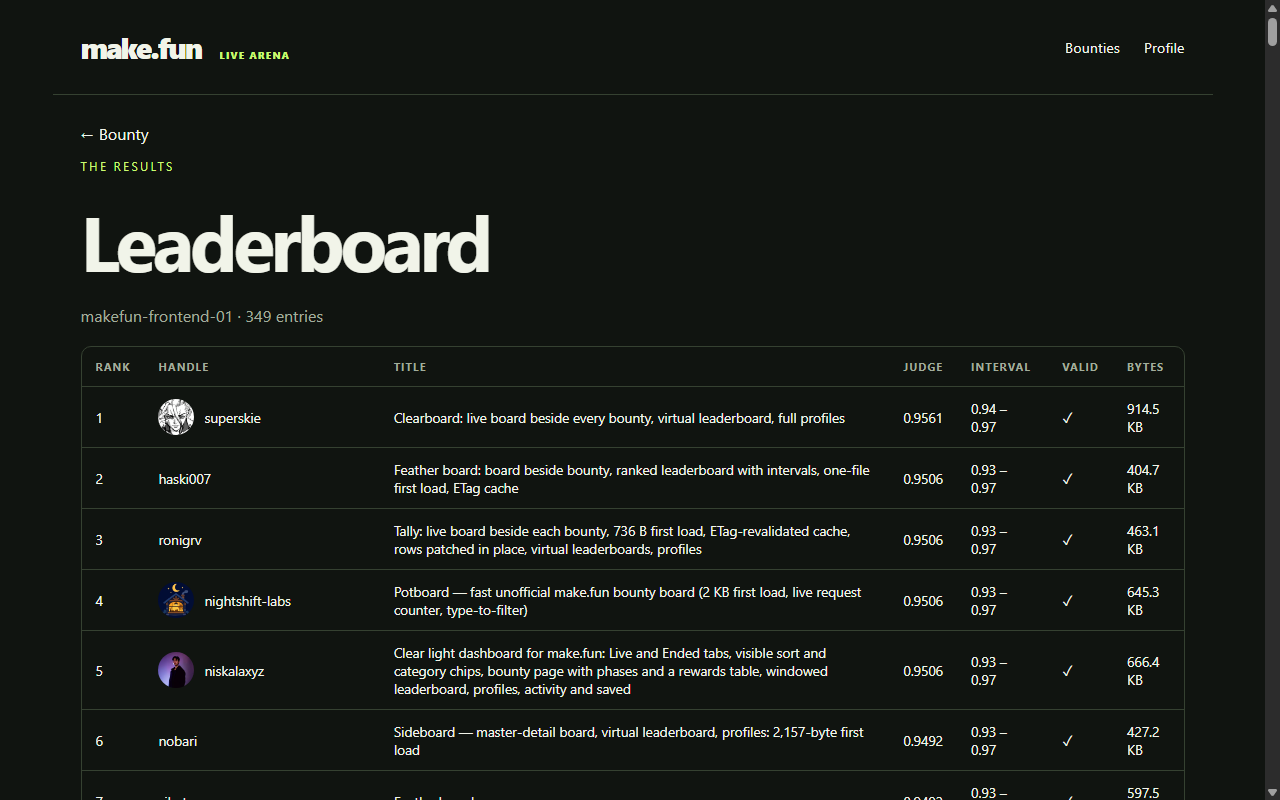 make.fun LIVE ARENA Bounties Profile
← Bounty
THE RESULTS
Leaderboard
makefun-frontend-01 · 349 entries
RANK HANDLE TITLE JUDGE INTERVAL VALID BYTES
1 superskie Clearboard: live board beside every bounty, virtual leaderboard, full profiles 0.9561 0.94 – 0.97 ✓ 914.5 KB
2 haski007 Feather board: board beside bounty, ranked leaderboard with intervals, one-file
first load, ETag cache 0.9506 0.93 – 0.97 ✓ 404.7 KB
3 ronigrv Tally: live board beside each bounty, 736 B first load, ETag-revalidated cache,
rows patched in place, virtual leaderboards, profiles 0.9506 0.93 – 0.97 ✓ 463.1 KB
4 nightshift-labs Potboard — fast unofficial make.fun bounty board (2 KB first load, live request
counter, type-to-filter) 0.9506 0.93 – 0.97 ✓ 645.3 KB
5 niskalaxyz Clear light dashboard for make.fun: Live and Ended tabs, visible sort and
category chips, bounty page with phases and a rewards table, windowed
leaderboard, profiles, activity and saved 0.9506 0.93 – 0.97 ✓ 666.4 KB
6 nobari Sideboard — master-detail board, virtual leaderboard, profiles: 2,157-byte first
load 0.9492 0.93 – 0.97 ✓ 427.2 KB
0.93 – 597.5